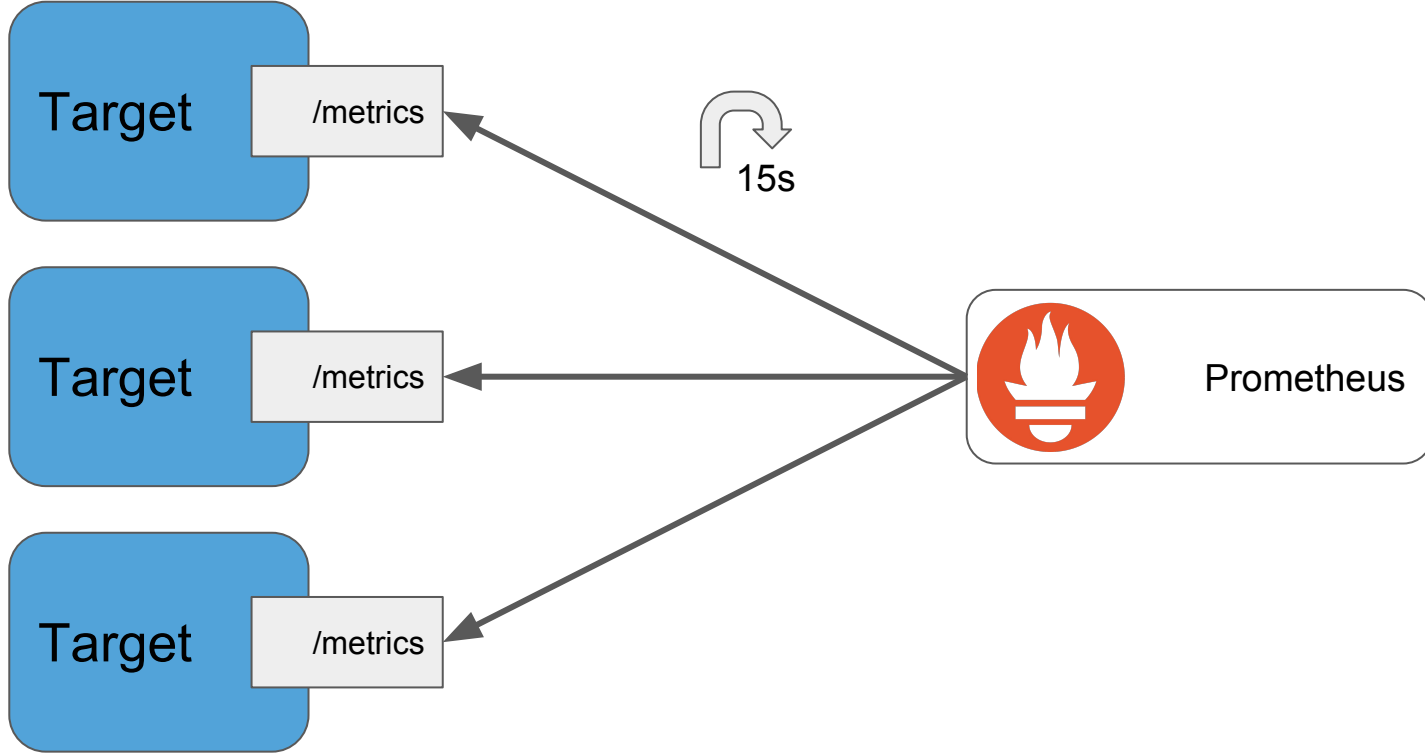 Target
/metrics
15s
Target
/metrics
Prometheus
Target
/metrics